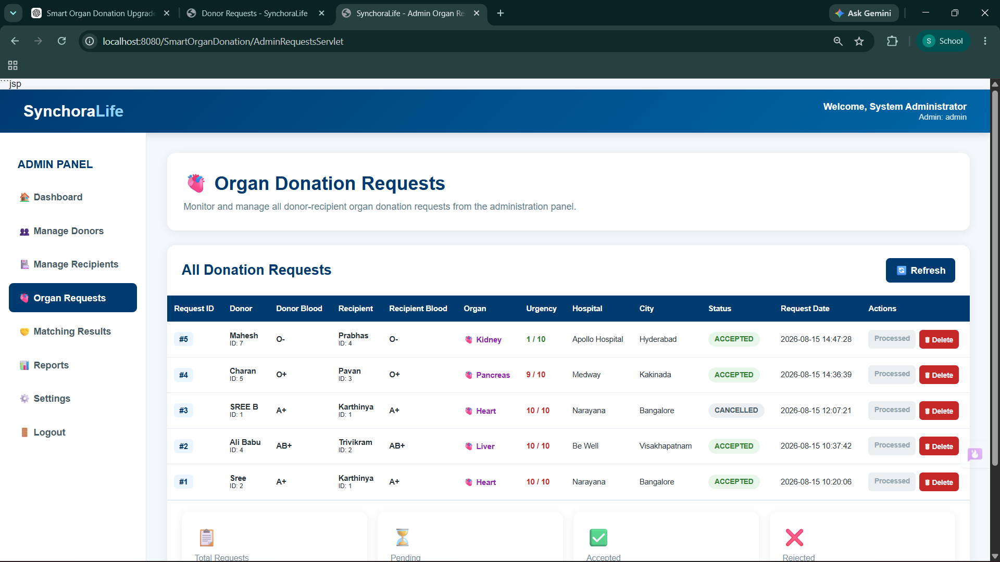 Smart Organ Donation Upgrade
Donor Requests - SynchoraLife
SynchoraLife - Admin Organ Re
Ask Gemini
localhost:8080/SmartOrganDonation/AdminRequestsServlet
S School
```jsp
SynchoraLife
Welcome, System Administrator
Admin: admin
ADMIN PANEL
Dashboard
Manage Donors
Manage Recipients
Organ Requests
Matching Results
Reports
Settings
Logout
Organ Donation Requests
Monitor and manage all donor-recipient organ donation requests from the administration panel.
All Donation Requests
Refresh
Request ID Donor Donor Blood Recipient Recipient Blood Organ Urgency Hospital City Status Request Date Actions
#5 Mahesh O- Prabhas O- Kidney 1 / 10 Apollo Hospital Hyderabad ACCEPTED 2026-08-15 14:47:28 Processed Delete
ID: 7 ID: 4
#4 Charan O+ Pavan O+ Pancreas 9 / 10 Medway Kakinada ACCEPTED 2026-08-15 14:36:39 Processed Delete
ID: 5 ID: 3
#3 SREE B A+ Karthinya A+ Heart 10 / 10 Narayana Bangalore CANCELLED 2026-08-15 12:07:21 Processed Delete
ID: 1 ID: 1
#2 Ali Babu AB+ Trivikram AB+ Liver 10 / 10 Be Well Visakhapatnam ACCEPTED 2026-08-15 10:37:42 Processed Delete
ID: 4 ID: 2
#1 Sree A+ Karthinya A+ Heart 10 / 10 Narayana Bangalore ACCEPTED 2026-08-15 10:20:06 Processed Delete
ID: 2 ID: 1
Total Requests Pending Accepted Rejected